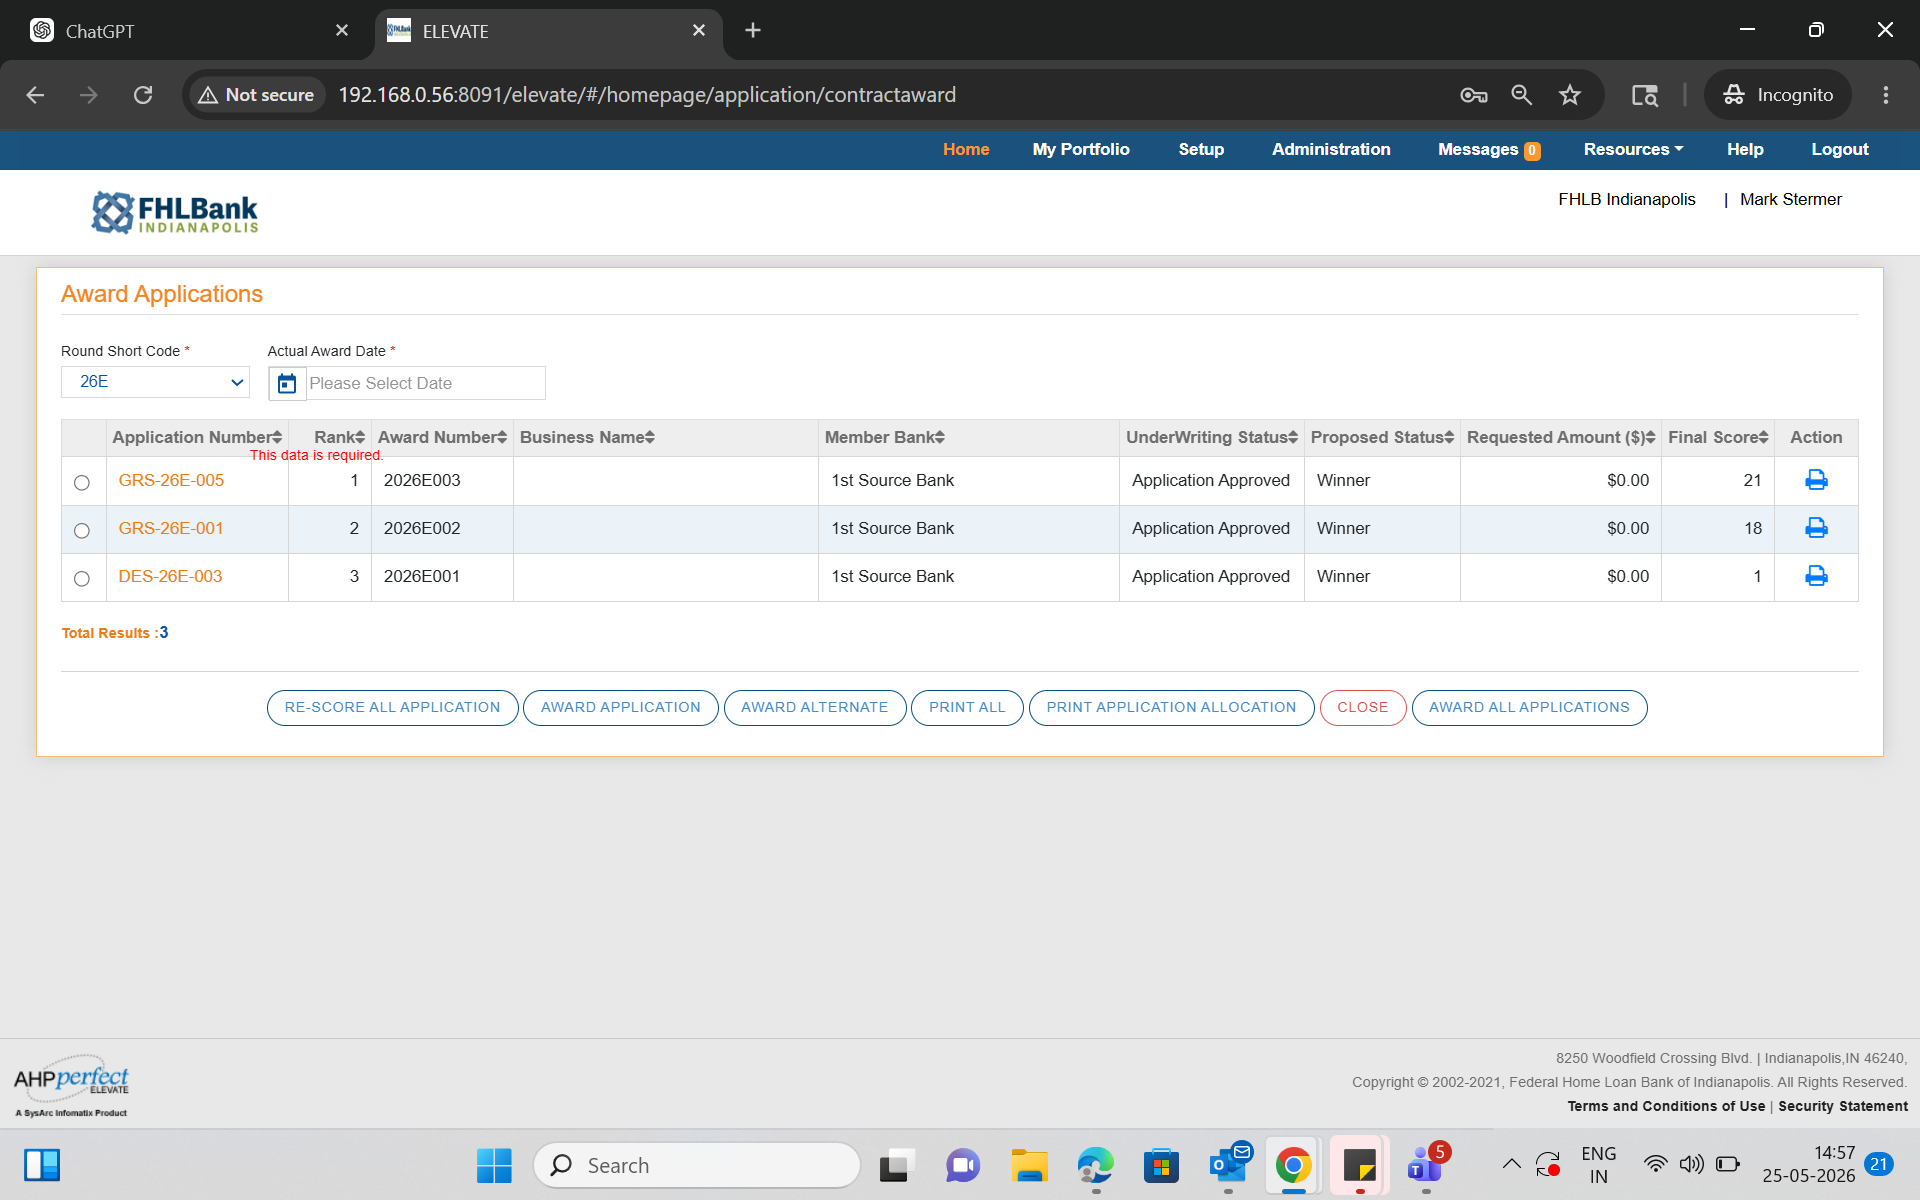 ChatGPT
ELEVATE
Not secure
192.168.0.56:8091/elevate/#/homepage/application/contractaward
Incognito
Home
My Portfolio
Setup
Administration
Messages 0
Resources
Help
Logout
FHLBank
INDIANAPOLIS
FHLB Indianapolis | Mark Stermer
Award Applications
Round Short Code * Actual Award Date *
26E Please Select Date
Application Number Rank Award Number Business Name Member Bank UnderWriting Status Proposed Status Requested Amount ($) Final Score Action
This data is required.
GRS-26E-005 1 2026E003 1st Source Bank Application Approved Winner $0.00 21
GRS-26E-001 2 2026E002 1st Source Bank Application Approved Winner $0.00 18
DES-26E-003 3 2026E001 1st Source Bank Application Approved Winner $0.00 1
Total Results :3
RE-SCORE ALL APPLICATION AWARD APPLICATION AWARD ALTERNATE PRINT ALL PRINT APPLICATION ALLOCATION CLOSE AWARD ALL APPLICATIONS
AHPperfect
ELEVATE
A SysArc Infomatix Product
8250 Woodfield Crossing Blvd. | Indianapolis,IN 46240,
Copyright © 2002-2021, Federal Home Loan Bank of Indianapolis. All Rights Reserved.
Terms and Conditions of Use | Security Statement
Search
5
ENG
IN
14:57
25-05-2026
21